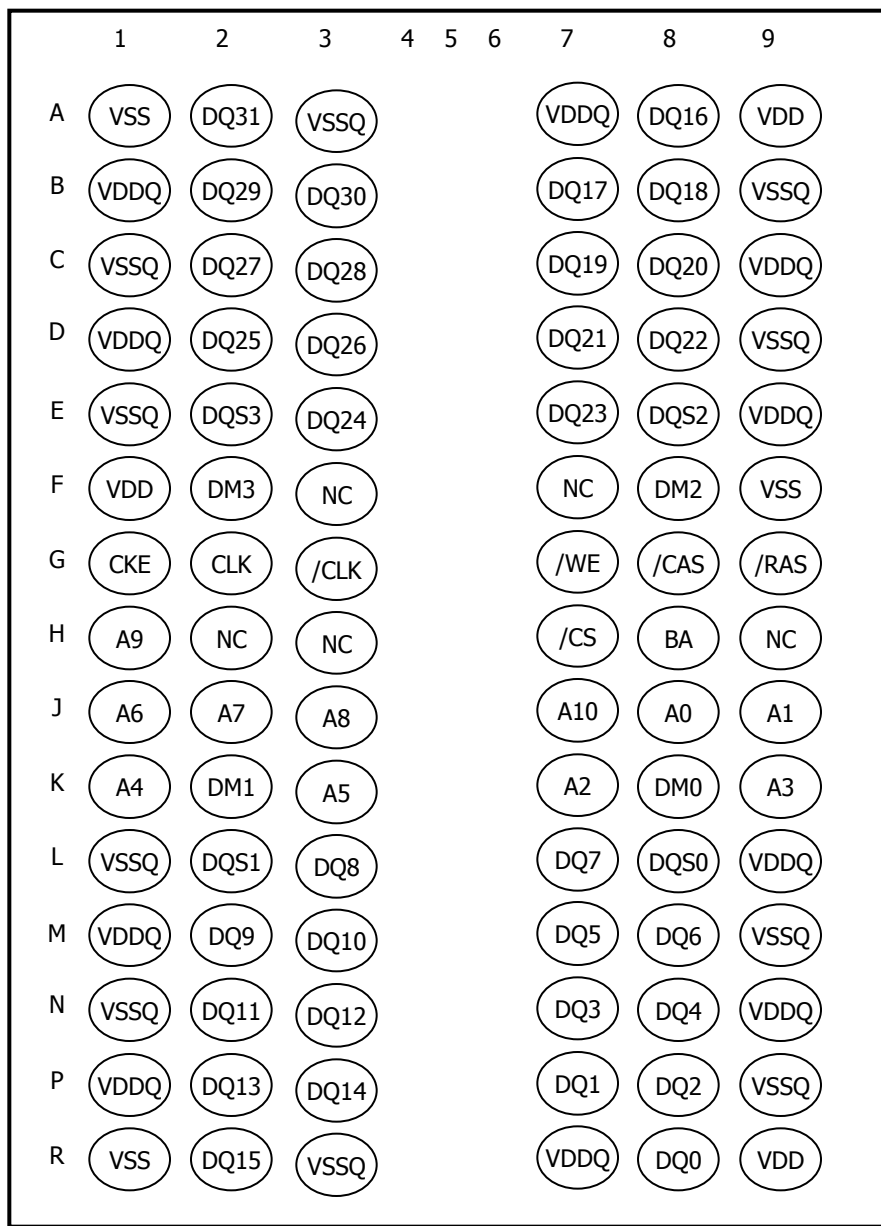 1 2 3 4 5 6 7 8 9
A VSS DQ31 VSSQ VDDQ DQ16 VDD
B VDDQ DQ29 DQ30 DQ17 DQ18 VSSQ
C VSSQ DQ27 DQ28 DQ19 DQ20 VDDQ
D VDDQ DQ25 DQ26 DQ21 DQ22 VSSQ
E VSSQ DQS3 DQ24 DQ23 DQS2 VDDQ
F VDD DM3 NC NC DM2 VSS
G CKE CLK /CLK /WE /CAS /RAS
H A9 NC NC /CS BA NC
J A6 A7 A8 A10 A0 A1
K A4 DM1 A5 A2 DM0 A3
L VSSQ DQS1 DQ8 DQ7 DQS0 VDDQ
M VDDQ DQ9 DQ10 DQ5 DQ6 VSSQ
N VSSQ DQ11 DQ12 DQ3 DQ4 VDDQ
P VDDQ DQ13 DQ14 DQ1 DQ2 VSSQ
R VSS DQ15 VSSQ VDDQ DQ0 VDD